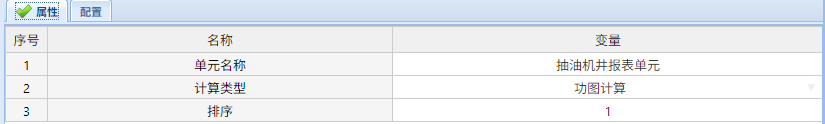 属性 配置
序号 名称 变量
1 单元名称 抽油机井报表单元
2 计算类型 功图计算
3 排序 1